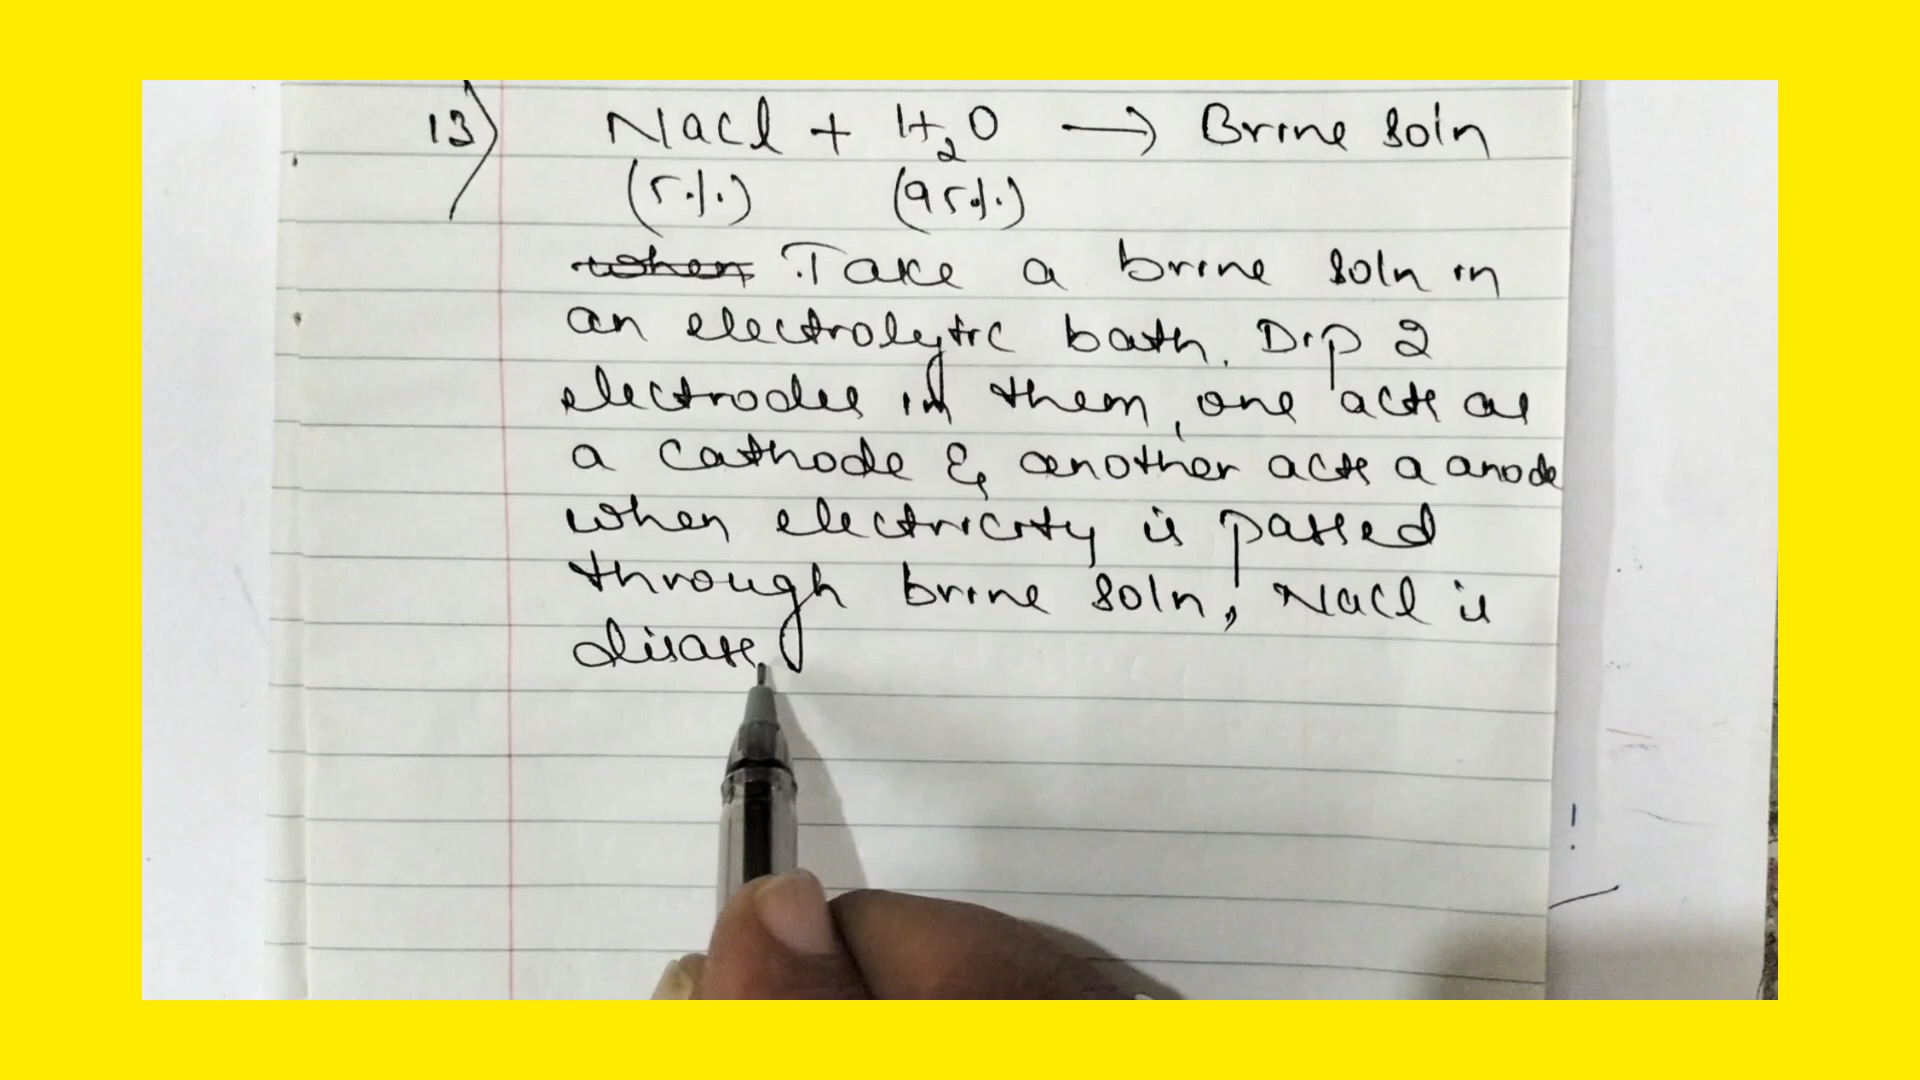 13) NaCl + H₂O → Brine soln
(5%) (95%)
when Take a brine soln in
an electrolytic bath. Dip 2
electrodes in them, one acts as
a cathode & another acts a anode
when electricity is passed
through brine soln, NaCl is
disass